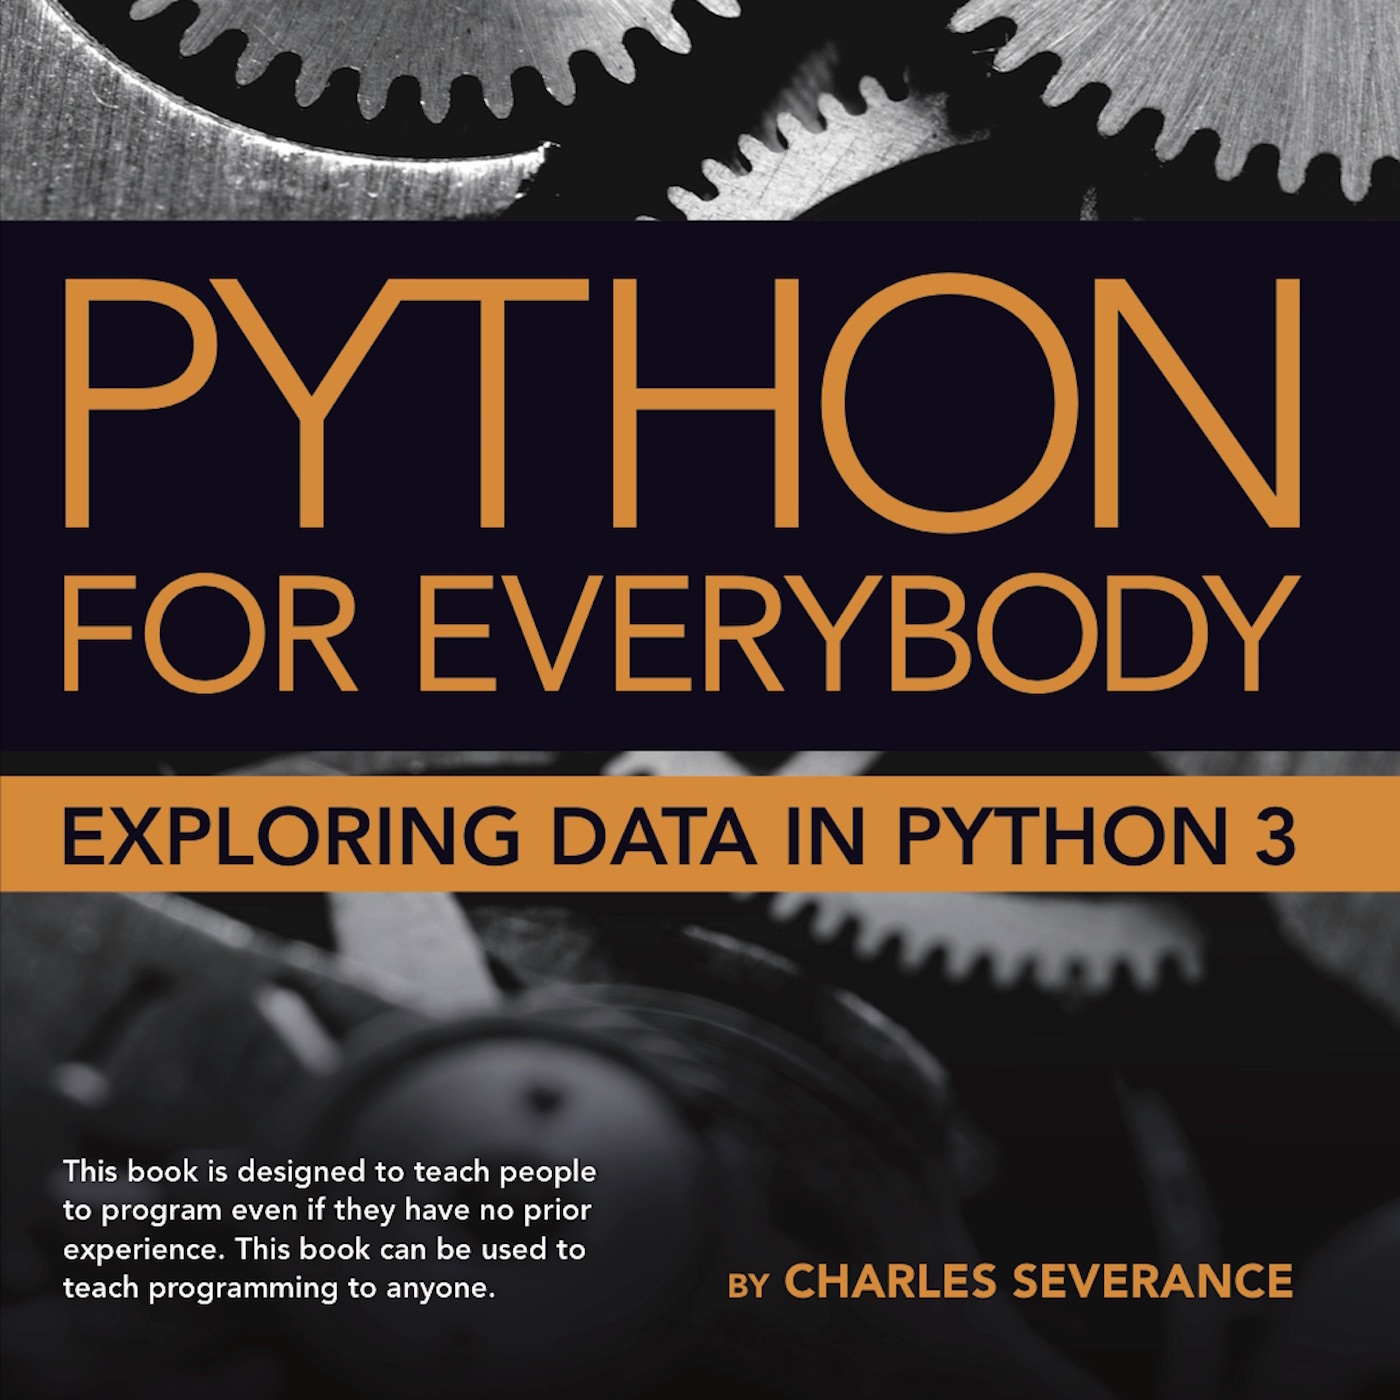 PYTHON
FOR EVERYBODY
EXPLORING DATA IN PYTHON 3
This book is designed to teach people
to program even if they have no prior
experience. This book can be used to
teach programming to anyone.
BY CHARLES SEVERANCE